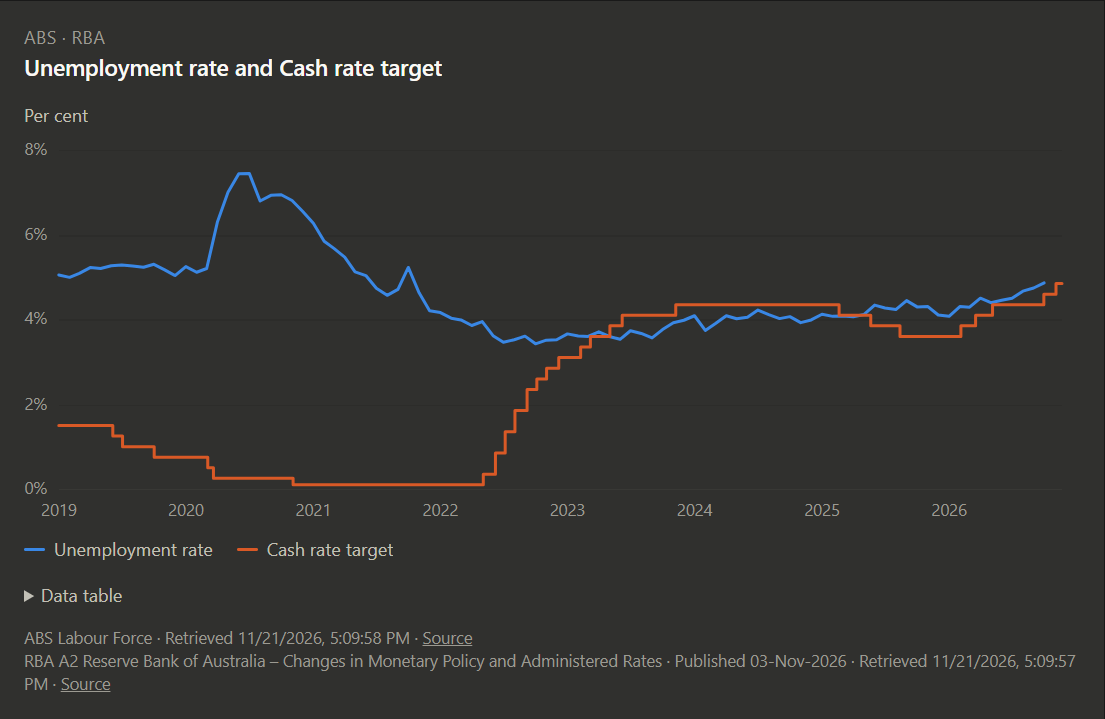 ABS · RBA
Unemployment rate and Cash rate target
Per cent
8%
6%
4%
2%
0%
2019 2020 2021 2022 2023 2024 2025 2026
Unemployment rate Cash rate target
▶ Data table
ABS Labour Force · Retrieved 11/21/2026, 5:09:58 PM · Source
RBA A2 Reserve Bank of Australia – Changes in Monetary Policy and Administered Rates · Published 03-Nov-2026 · Retrieved 11/21/2026, 5:09:57
PM · Source